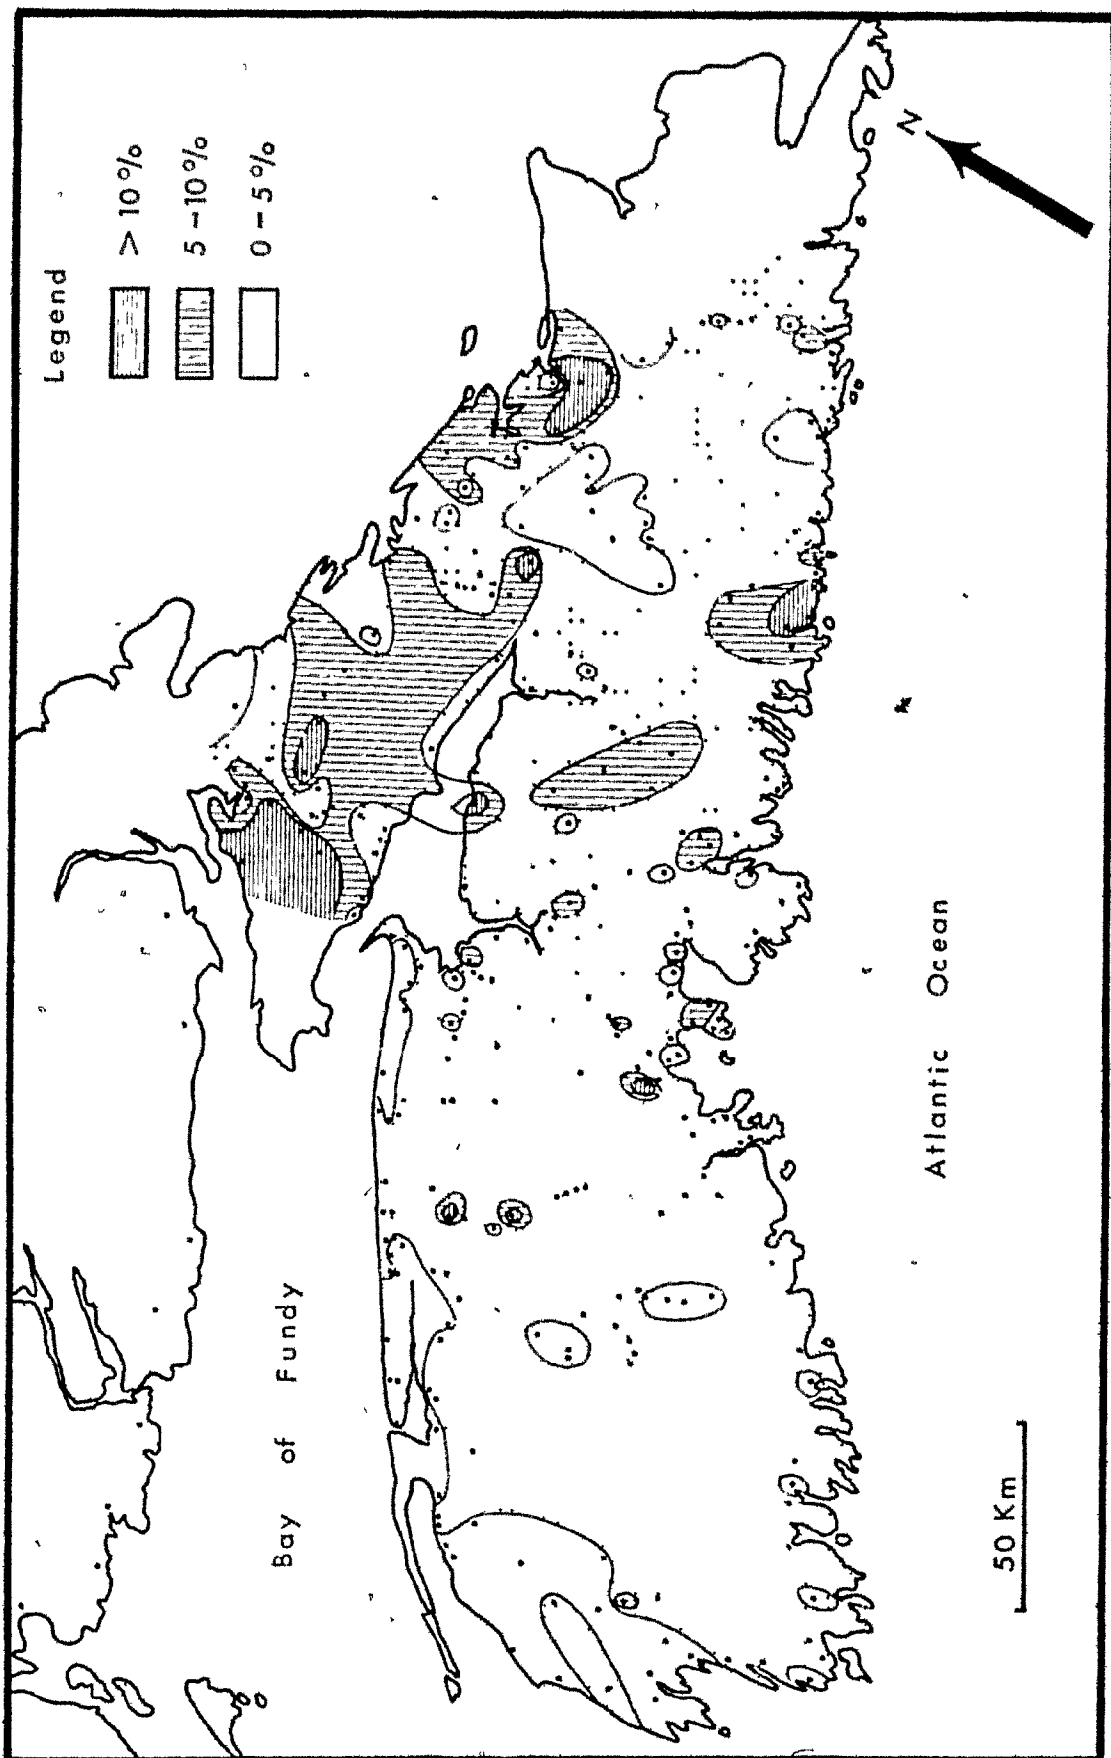 Legend
> 10%
5 – 10%
0 – 5%
N
Bay of Fundy
Atlantic Ocean
50 Km